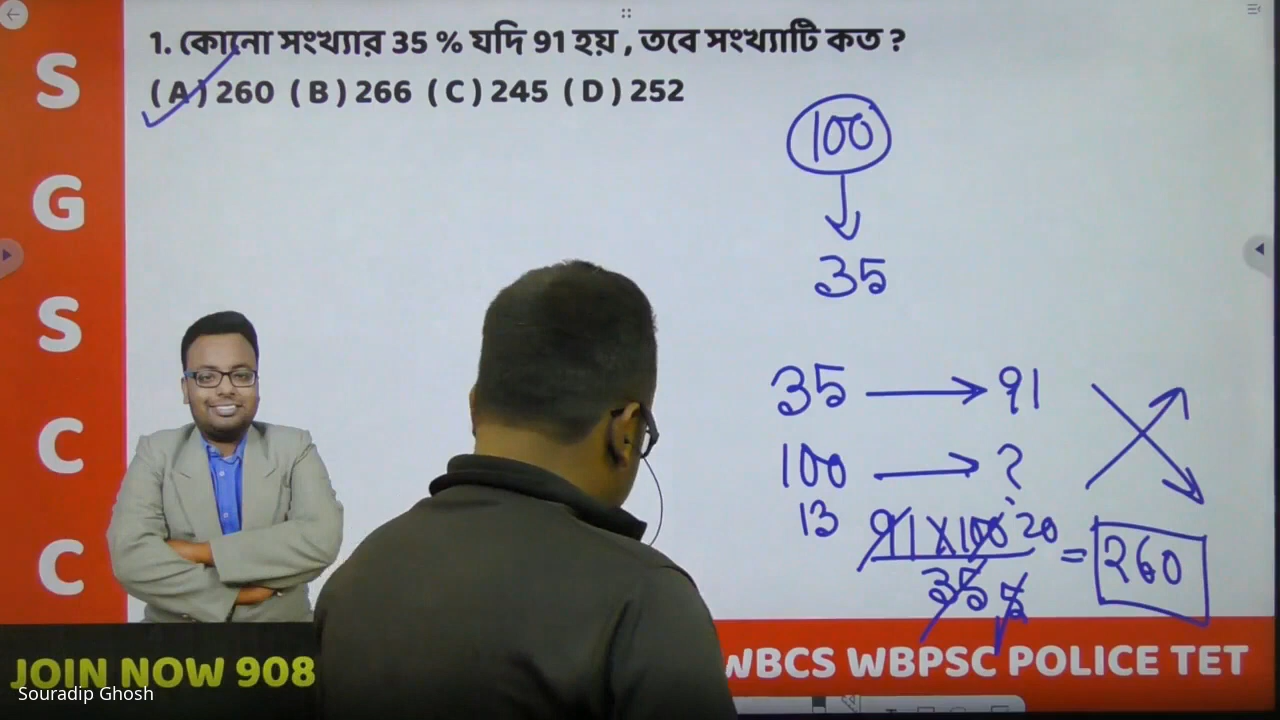 1. কোনো সংখ্যার 35 % যদি 91 হয় , তবে সংখ্যাটি কত ?
( A ) 260 ( B ) 266 ( C ) 245 ( D ) 252
100
35
35 → 91
100 → ?
13 91 X 100 20
35 5
= 260
S
G
S
C
C
JOIN NOW 908
WBCS WBPSC POLICE TET
Souradip Ghosh